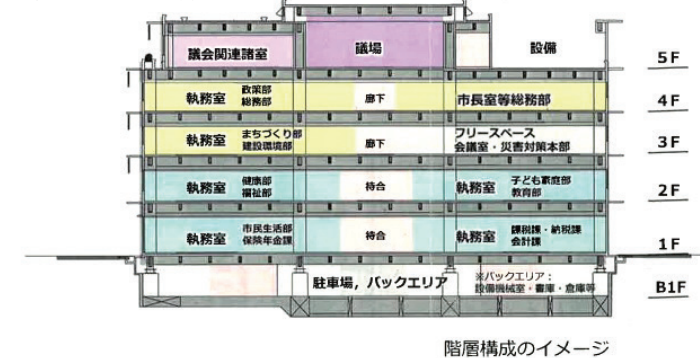 議会関連諸室 議場 設備 5F
執務室 政策部 総務部 廊下 市長室等総務部 4F
執務室 まちづくり部 建設環境部 廊下 フリースペース 会議室・災害対策本部 3F
執務室 健康部 福祉部 待合 執務室 子ども家庭部 教育部 2F
執務室 市民生活部 保険年金課 待合 執務室 課税課・納税課 会計課 1F
駐車場，バックエリア ※バックエリア： 設備機械室・書庫・倉庫等 B1F
階層構成のイメージ